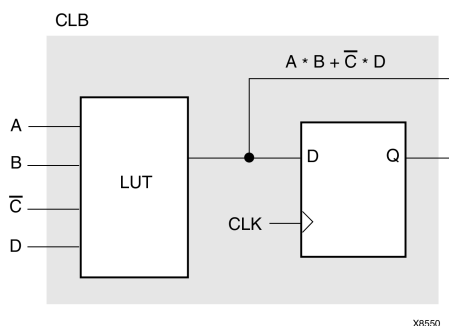 CLB
A * B + C̅ * D
A
B
C̅
D
LUT
D
Q
CLK
X8550